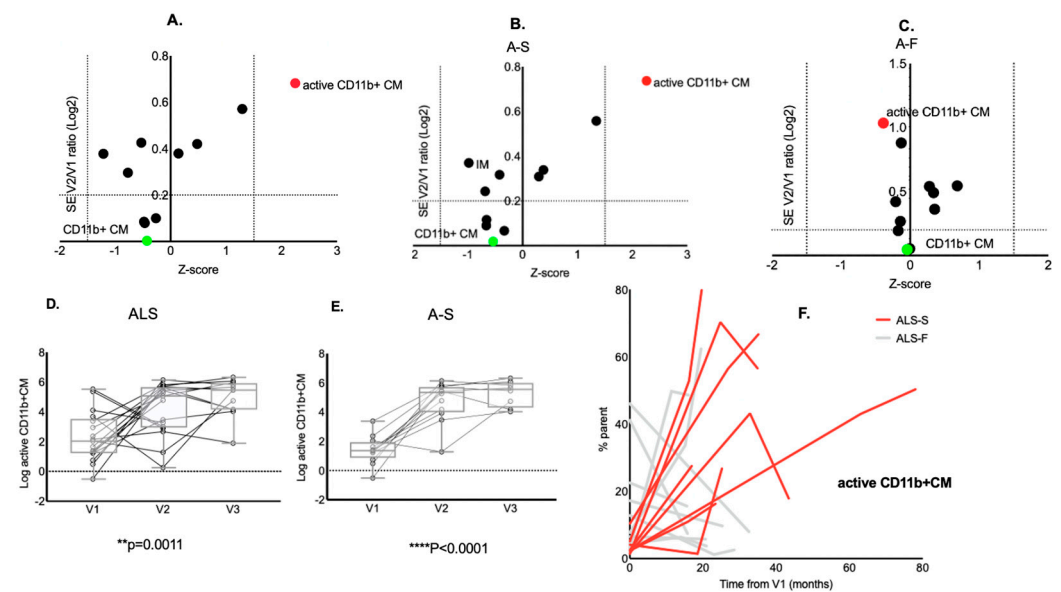 A.
0.8
0.6
0.4
0.2
SE V2/V1 ratio (Log2)
active CD11b+ CM
CD11b+ CM
-2 -1 0 1 2 3
Z-score
B.
A-S
0.8
0.6
0.4
0.2
SE V2/V1 ratio (Log2)
active CD11b+ CM
IM
CD11b+ CM
-2 -1 0 1 2 3
Z-score
C.
A-F
1.5
1.0
0.5
SE V2/V1 ratio (Log2)
active CD11b+ CM
CD11b+ CM
-2 -1 0 1 2
Z-score
D.
ALS
8
6
4
2
0
-2
Log active CD11b+CM
V1 V2 V3
**p=0.0011
E.
A-S
8
6
4
2
0
-2
Log active CD11b+CM
V1 V2 V3
****P<0.0001
F.
80
60
40
20
0
% parent
ALS-S
ALS-F
active CD11b+CM
0 20 40 60 80
Time from V1 (months)